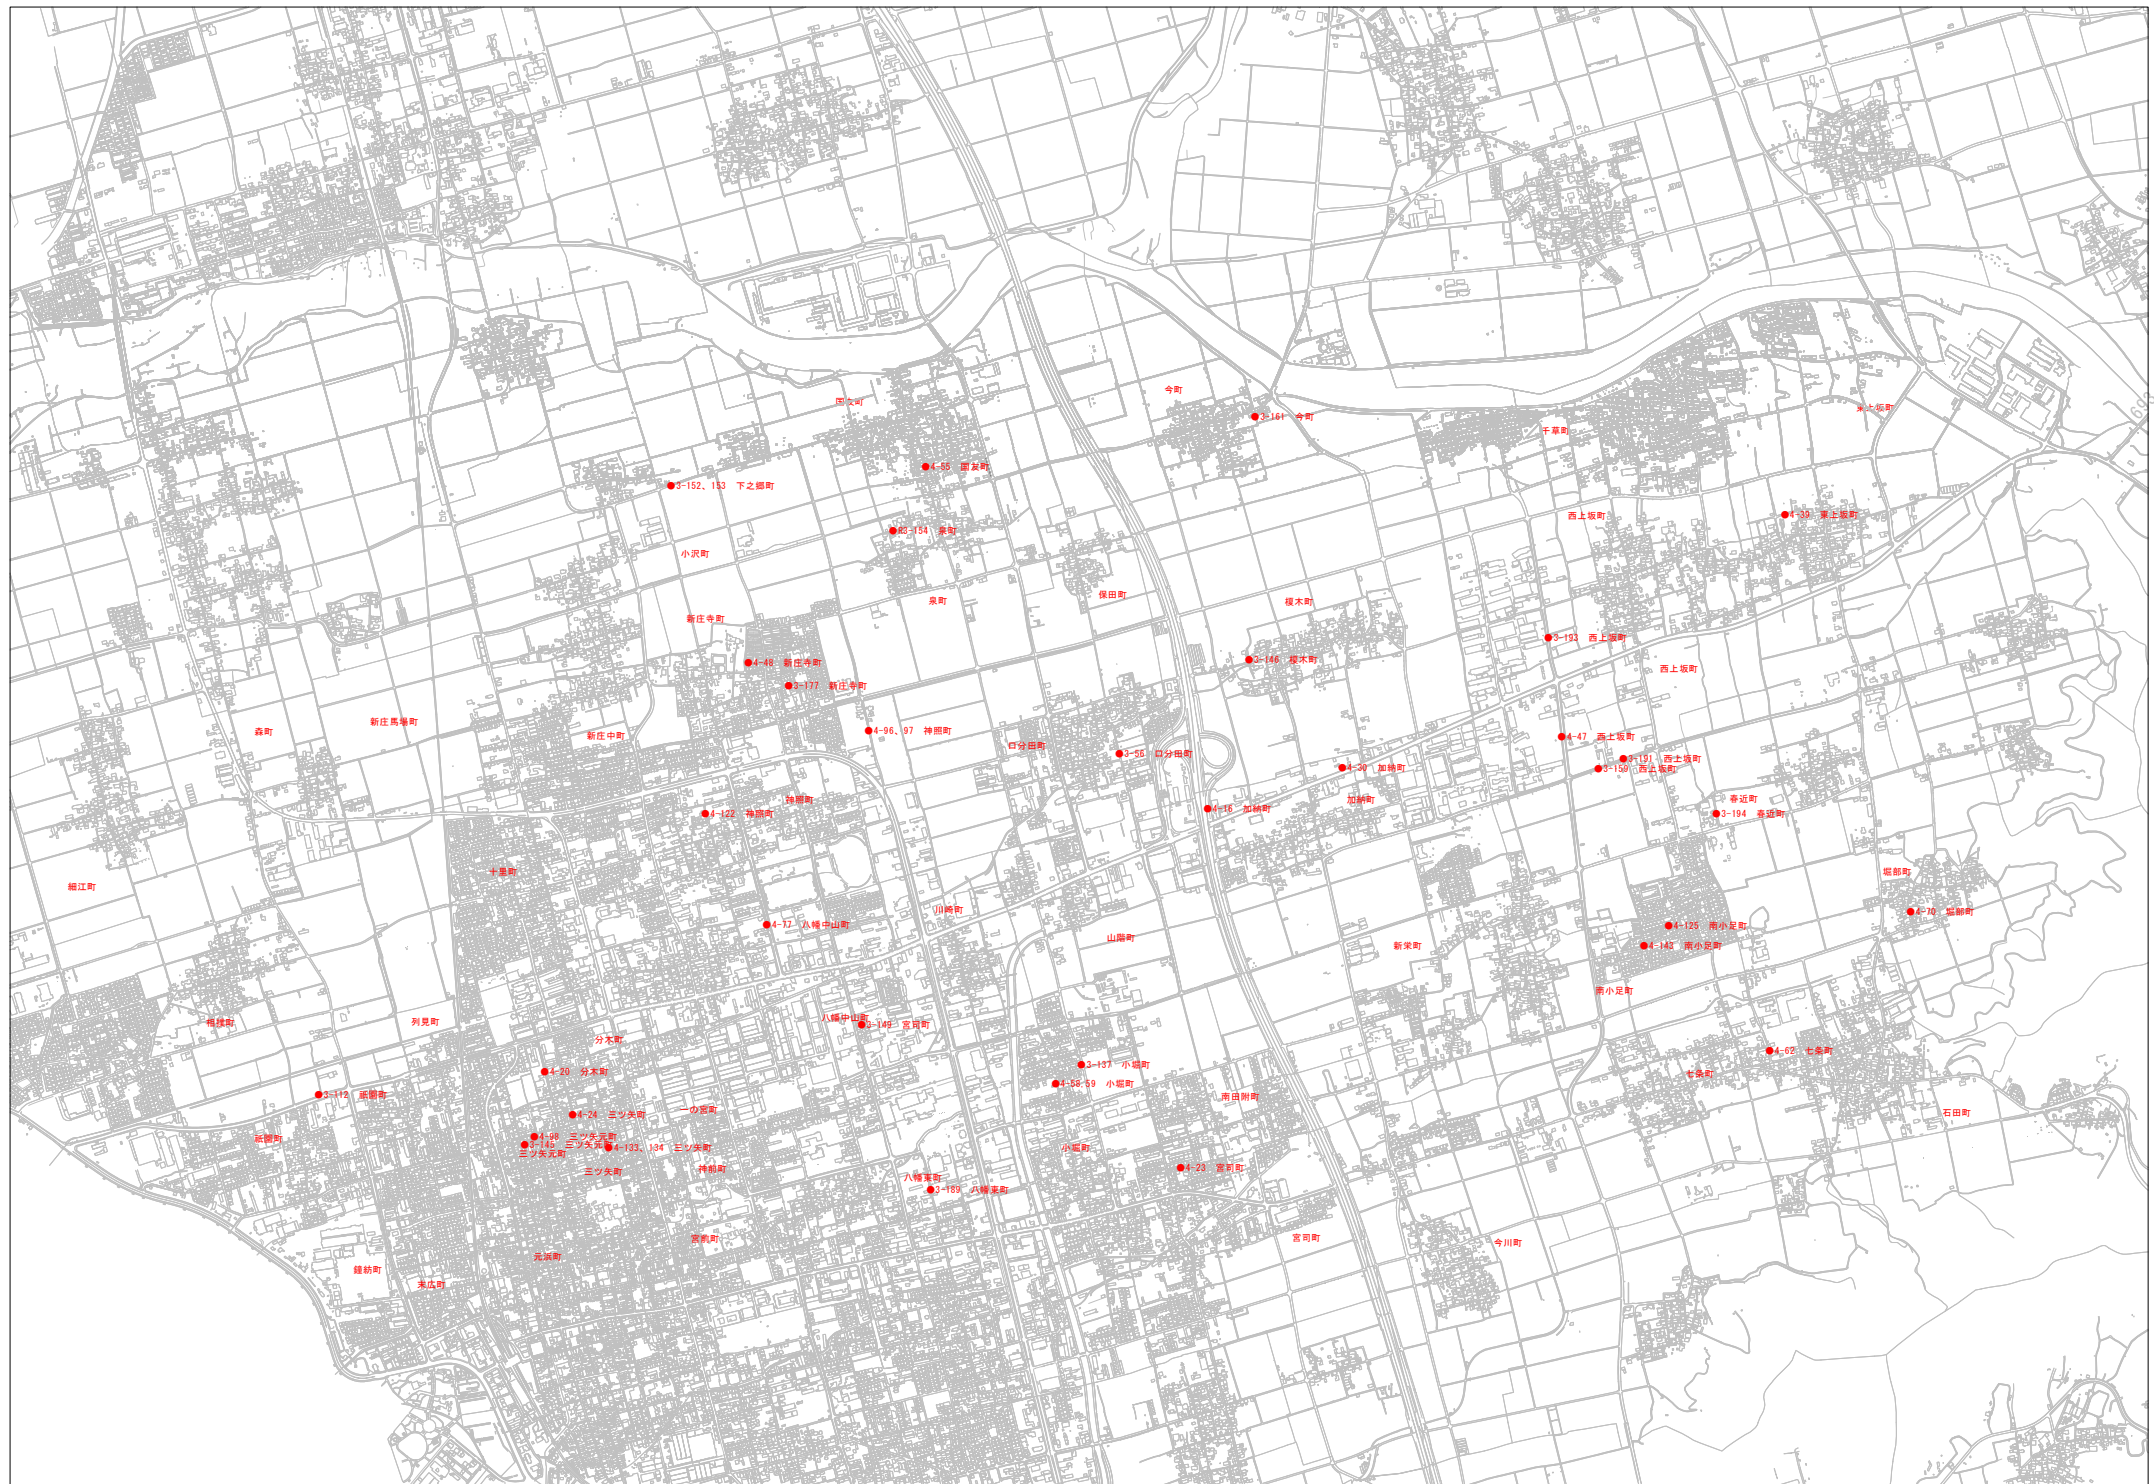 今町
国友町
東上坂町
3-161 今町
千草町
4-55 国友町
3-152、153 下之郷町
西上坂町
4-39 東上坂町
R3-154 泉町
小沢町
保田町
泉町
榎木町
新庄寺町
3-193 西上坂町
3-146 榎木町
4-48 新庄寺町
西上坂町
3-177 新庄寺町
新庄馬場町
森町
4-96、97 神照町
新庄中町
4-47 西上坂町
口分田町
3-56 口分田町
3-191 西上坂町
4-30 加納町
3-159 西上坂町
神照町
加納町
春近町
4-16 加納町
4-122 神照町
3-194 春近町
十里町
堀部町
細江町
川崎町
4-70 堀部町
4-77 八幡中山町
4-125 南小足町
山階町
新栄町
4-143 南小足町
南小足町
八幡中山町
相撲町
列見町
3-149 宮司町
分木町
4-62 七条町
3-137 小堀町
4-20 分木町
七条町
4-58,59 小堀町
3-112 祇園町
南田附町
一の宮町
4-24 三ツ矢町
石田町
4-98 三ツ矢元町
祇園町
3-145 三ツ矢元町
4-133、134 三ツ矢町
小堀町
三ツ矢元町
4-23 宮司町
神前町
三ツ矢町
八幡東町
3-189 八幡東町
宮司町
宮前町
今川町
元浜町
鐘紡町
末広町